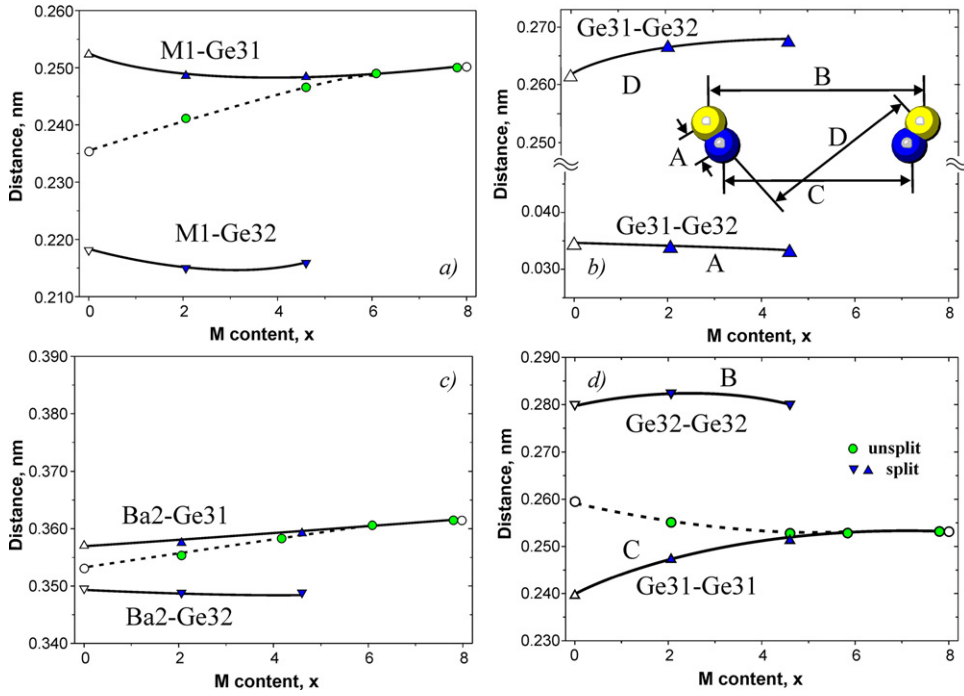 0.260
0.250
0.240
0.230
0.220
0.210
Distance, nm
M1-Ge31
M1-Ge32
a)
0 2 4 6 8
M content, x
0.270
0.260
0.250
0.040
0.030
Distance, nm
Ge31-Ge32
D
B
A
D
C
Ge31-Ge32
A
b)
0 2 4 6 8
M content, x
0.390
0.380
0.370
0.360
0.350
0.340
Distance, nm
c)
Ba2-Ge31
Ba2-Ge32
0 2 4 6 8
M content, x
0.290
0.280
0.270
0.260
0.250
0.240
0.230
Distance, nm
d)
B
Ge32-Ge32
unsplit
split
C
Ge31-Ge31
0 2 4 6 8
M content, x